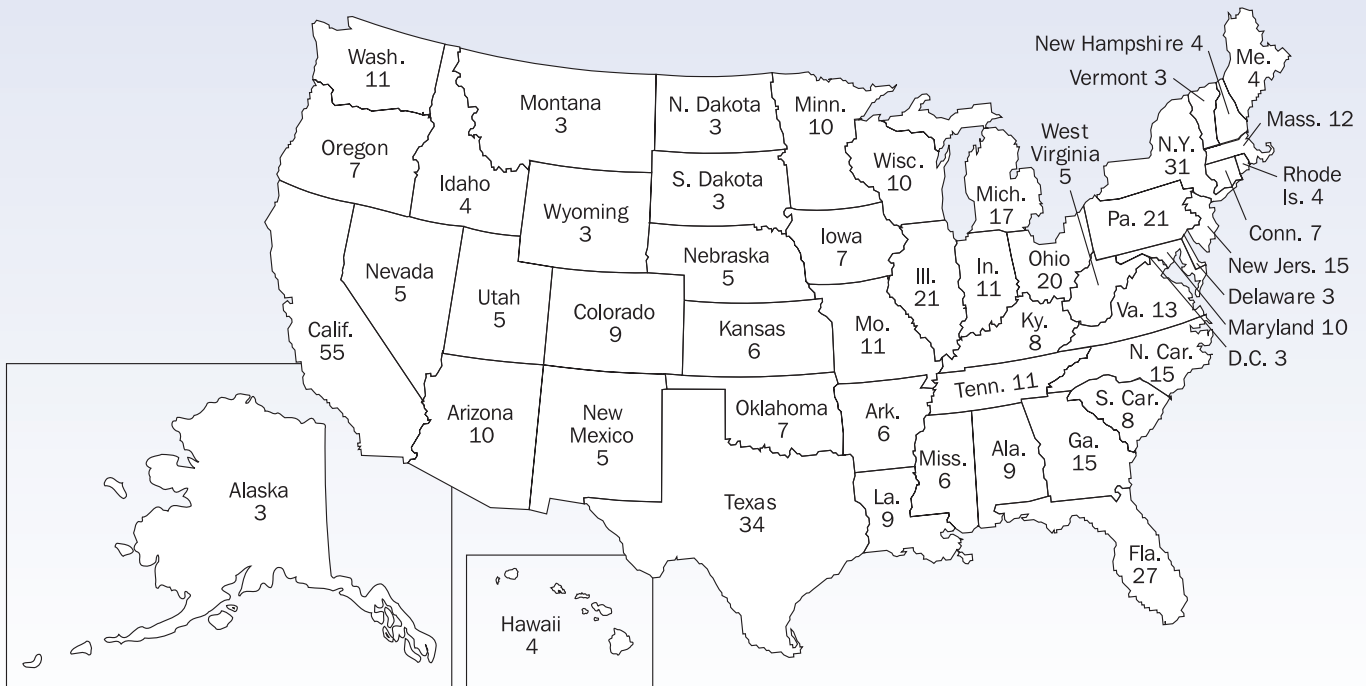 Wash.
11
Oregon
7
Calif.
55
Idaho
4
Nevada
5
Montana
3
Wyoming
3
Utah
5
Colorado
9
Arizona
10
New
Mexico
5
N. Dakota
3
S. Dakota
3
Nebraska
5
Kansas
6
Oklahoma
7
Texas
34
Minn.
10
Iowa
7
Mo.
11
Ark.
6
La.
9
Wisc.
10
Ill.
21
Mich.
17
In.
11
Ohio
20
Ky.
8
Tenn. 11
Miss.
6
Ala.
9
Ga.
15
Fla.
27
S. Car.
8
N. Car.
15
Va. 13
West
Virginia
5
Pa. 21
N.Y.
31
New Hampshire 4
Vermont 3
Me.
4
Mass. 12
Rhode
Is. 4
Conn. 7
New Jers. 15
Delaware 3
Maryland 10
D.C. 3
Alaska
3
Hawaii
4